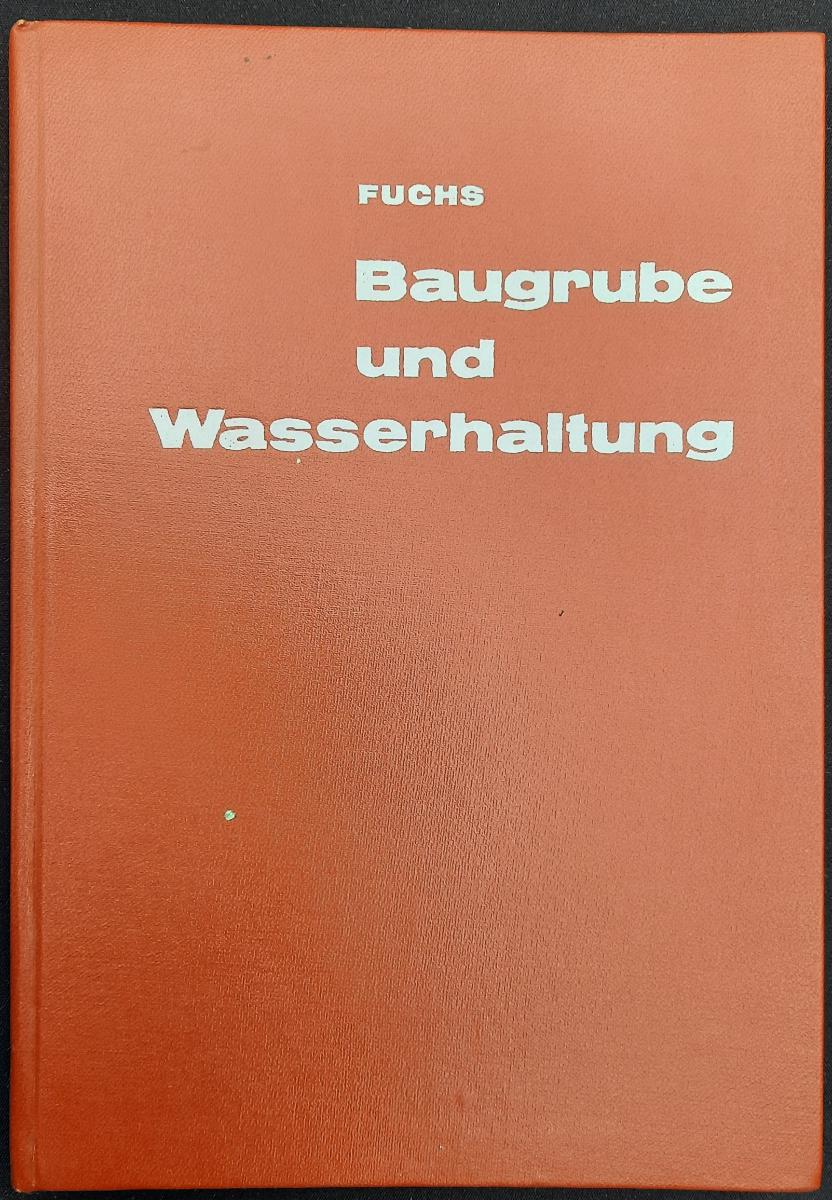 FUCHS
Baugrube
und
Wasserhaltung